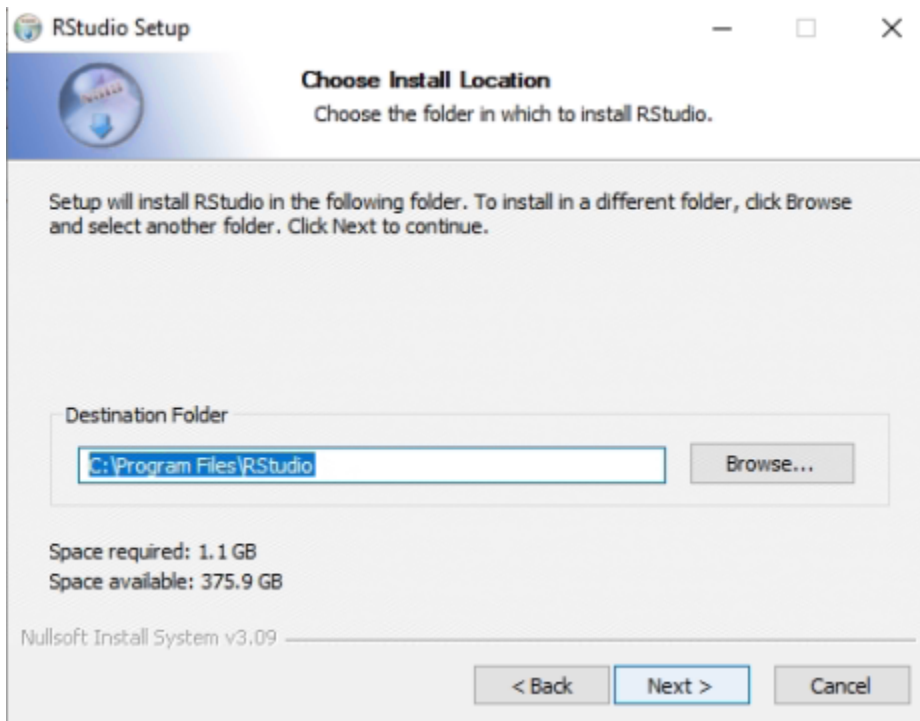 RStudio Setup
Choose Install Location
Choose the folder in which to install RStudio.
Setup will install RStudio in the following folder. To install in a different folder, click Browse
and select another folder. Click Next to continue.
Destination Folder
C:\Program Files\RStudio
Browse...
Space required: 1.1 GB
Space available: 375.9 GB
Nullsoft Install System v3.09
< Back
Next >
Cancel